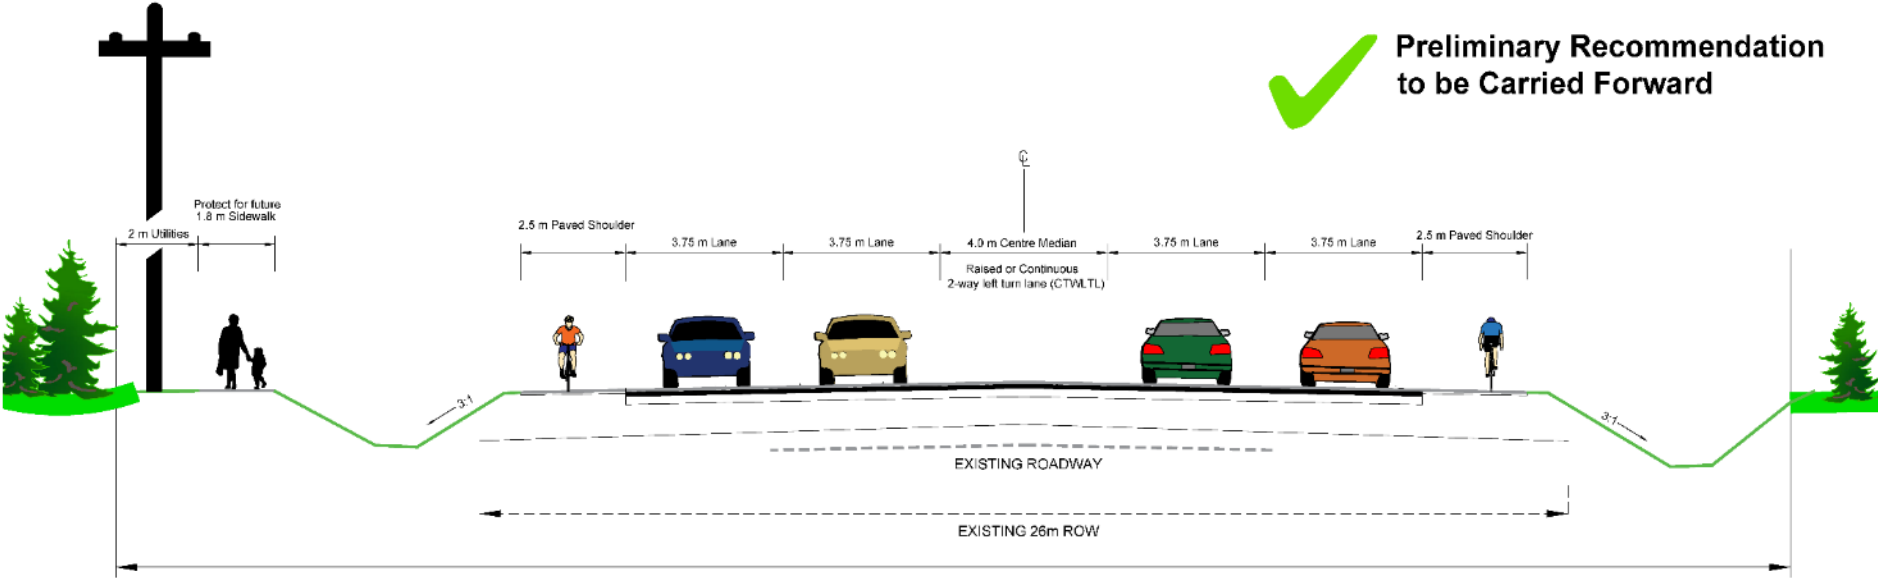 Preliminary Recommendation
to be Carried Forward
℄
Protect for future
1.8 m Sidewalk
2 m Utilities
2.5 m Paved Shoulder
3.75 m Lane
3.75 m Lane
4.0 m Centre Median
3.75 m Lane
3.75 m Lane
2.5 m Paved Shoulder
Raised or Continuous
2-way left turn lane (CTWLTL)
3:1
3:1
EXISTING ROADWAY
EXISTING 26m ROW